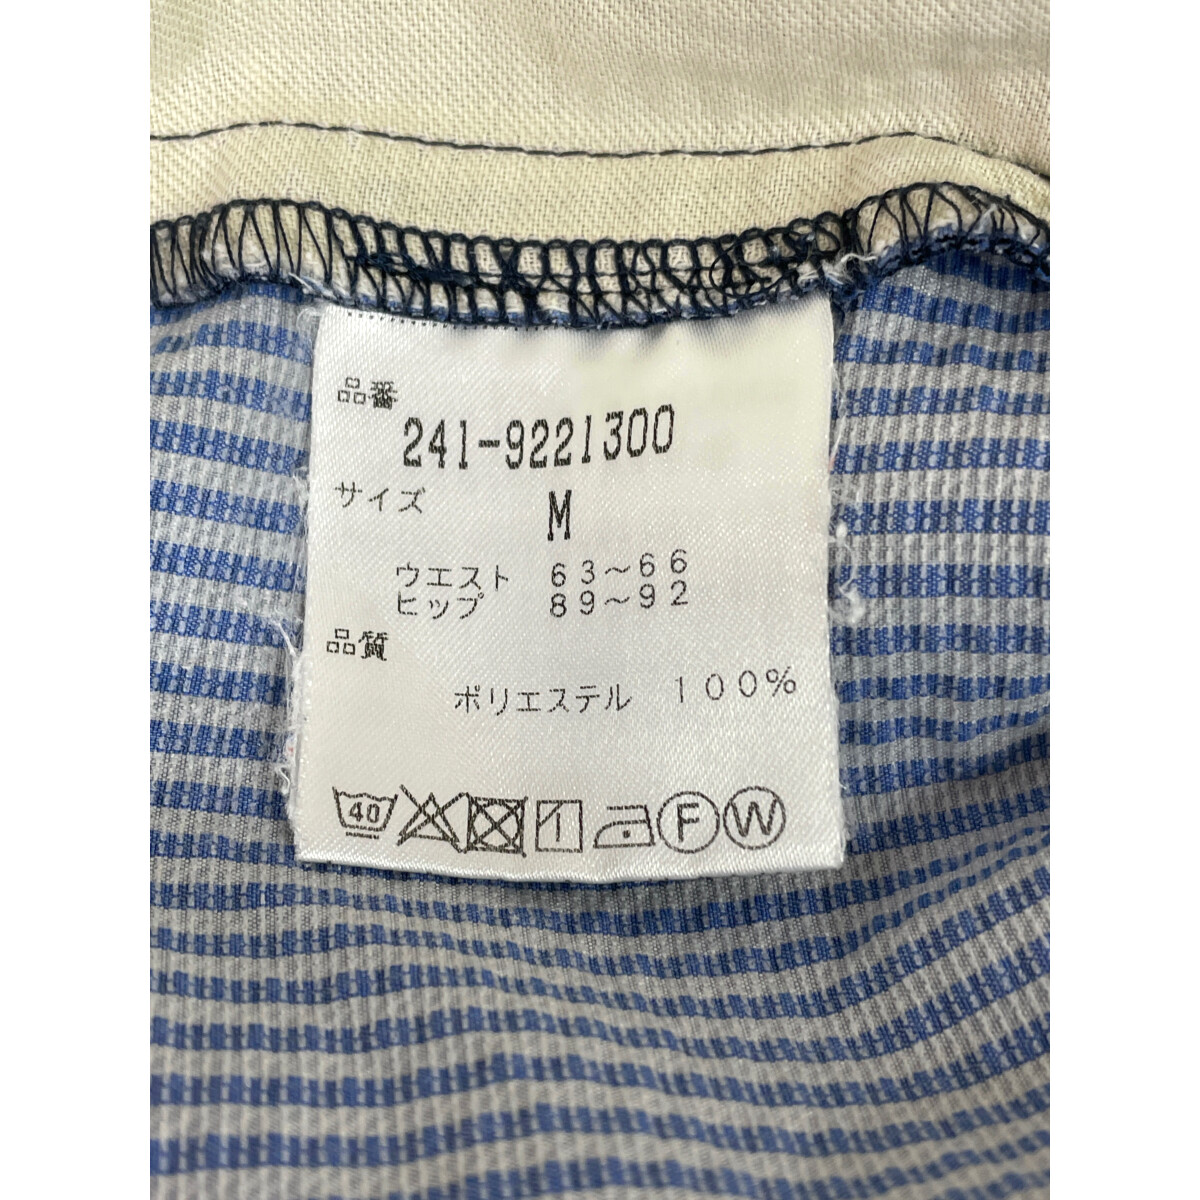 品番
241-9221300
サイズ
M
ウエスト 63～66
ヒップ 89～92
品質
ポリエステル 100%
40 F W